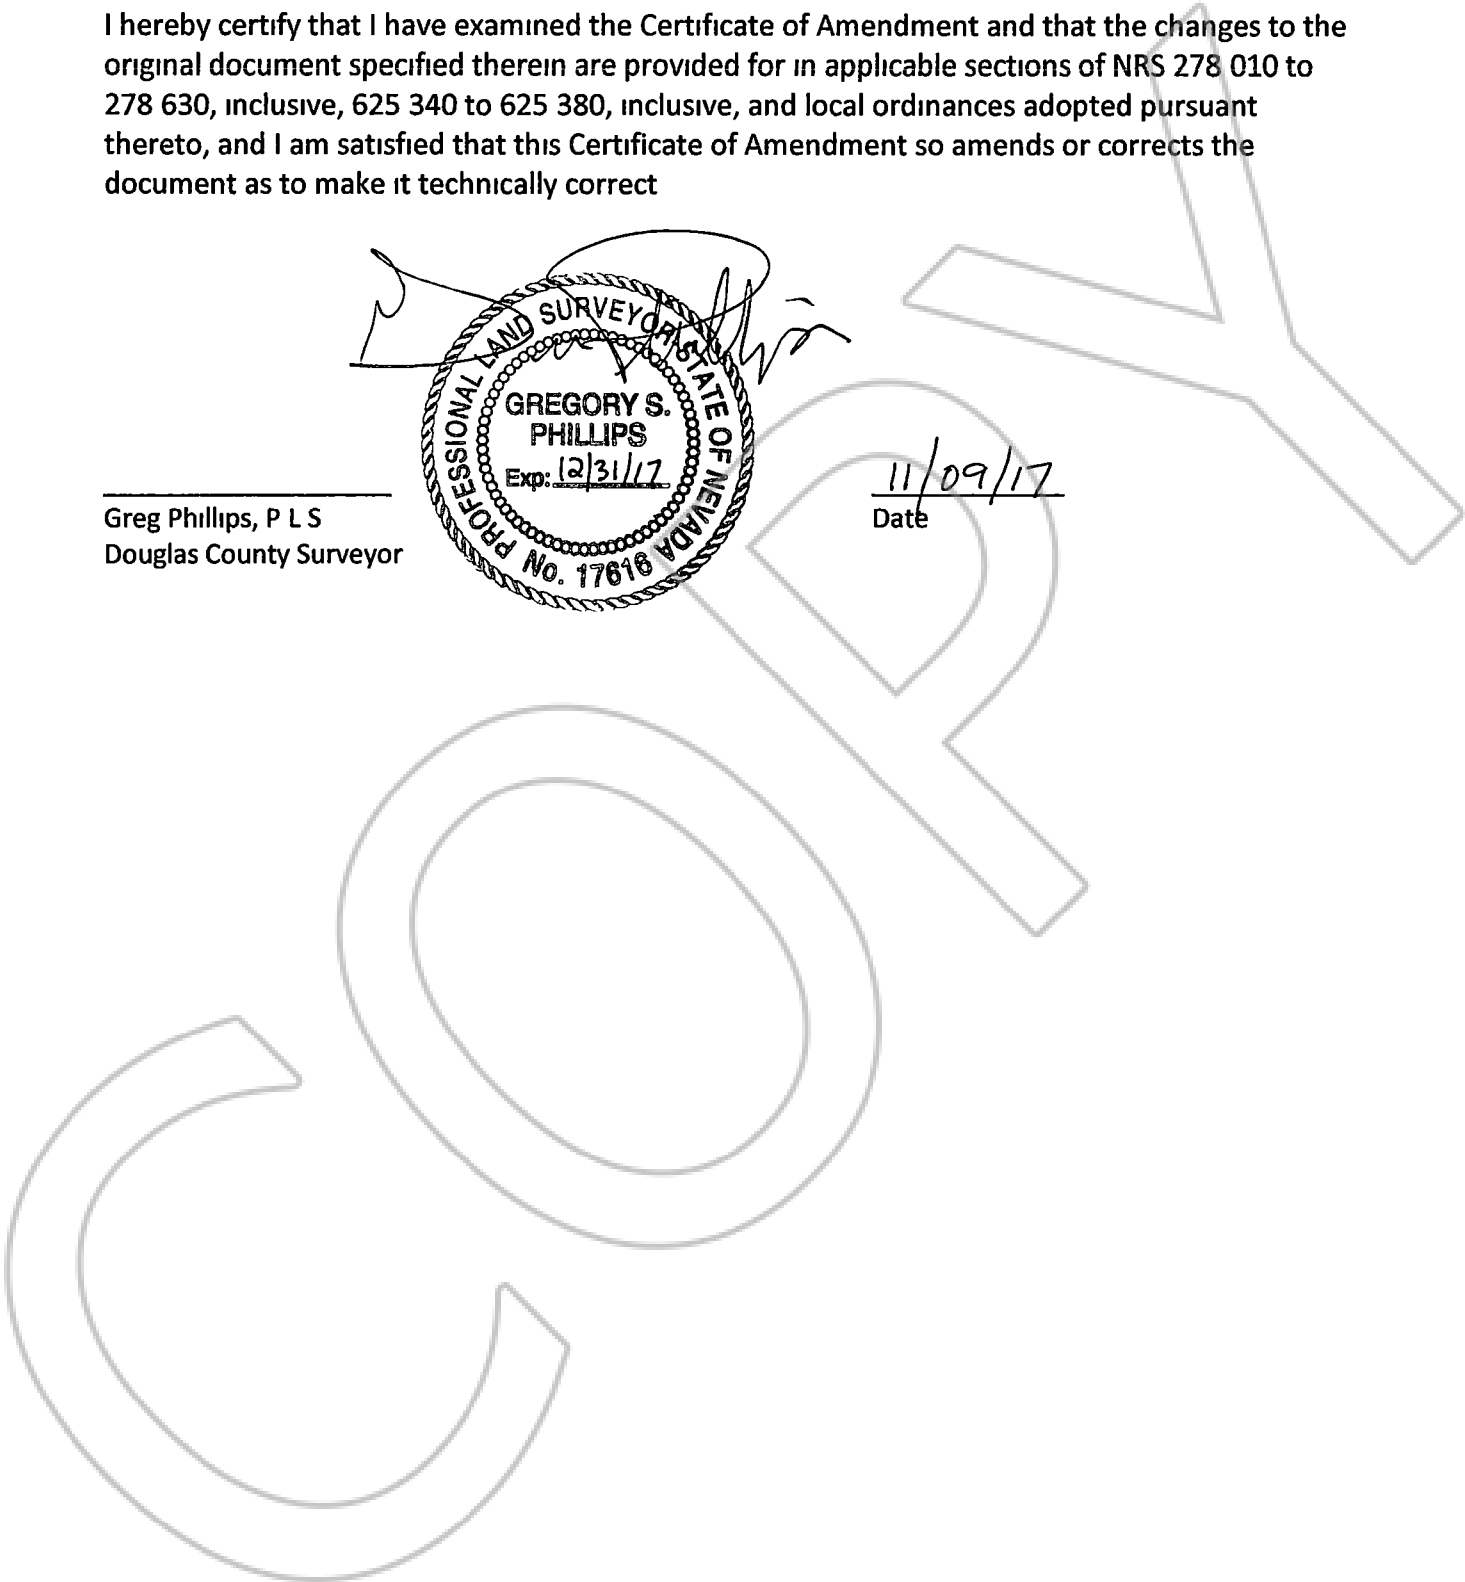 I hereby certify that I have examined the Certificate of Amendment and that the changes to the
original document specified therein are provided for in applicable sections of NRS 278 010 to
278 630, inclusive, 625 340 to 625 380, inclusive, and local ordinances adopted pursuant
thereto, and I am satisfied that this Certificate of Amendment so amends or corrects the
document as to make it technically correct
PROFESSIONAL LAND SURVEYOR STATE OF NEVADA
GREGORY S.
PHILLIPS
Exp: 12/31/17
No. 17616
11/09/17
Greg Phillips, P L S
Date
Douglas County Surveyor
COPY